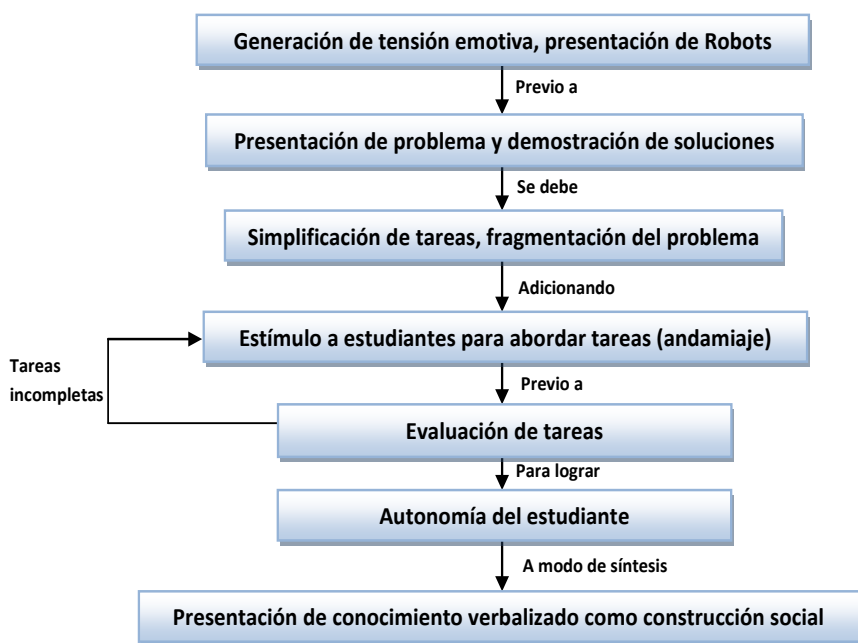 Generación de tensión emotiva, presentación de Robots
Previo a
Presentación de problema y demostración de soluciones
Se debe
Simplificación de tareas, fragmentación del problema
Adicionando
Estímulo a estudiantes para abordar tareas (andamiaje)
Tareas
incompletas
Previo a
Evaluación de tareas
Para lograr
Autonomía del estudiante
A modo de síntesis
Presentación de conocimiento verbalizado como construcción social